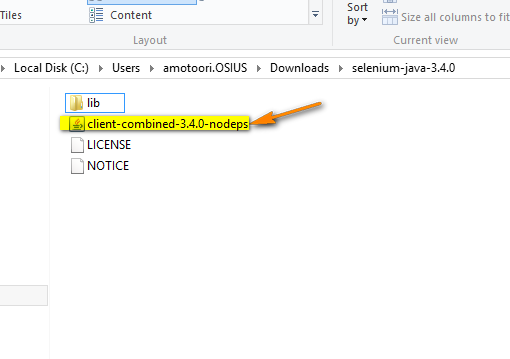 Tiles
Content
Sort
by
Size all columns to fit
Layout
Current view
Local Disk (C:) Users amotoori.OSIUS Downloads selenium-java-3.4.0
lib
client-combined-3.4.0-nodeps
LICENSE
NOTICE